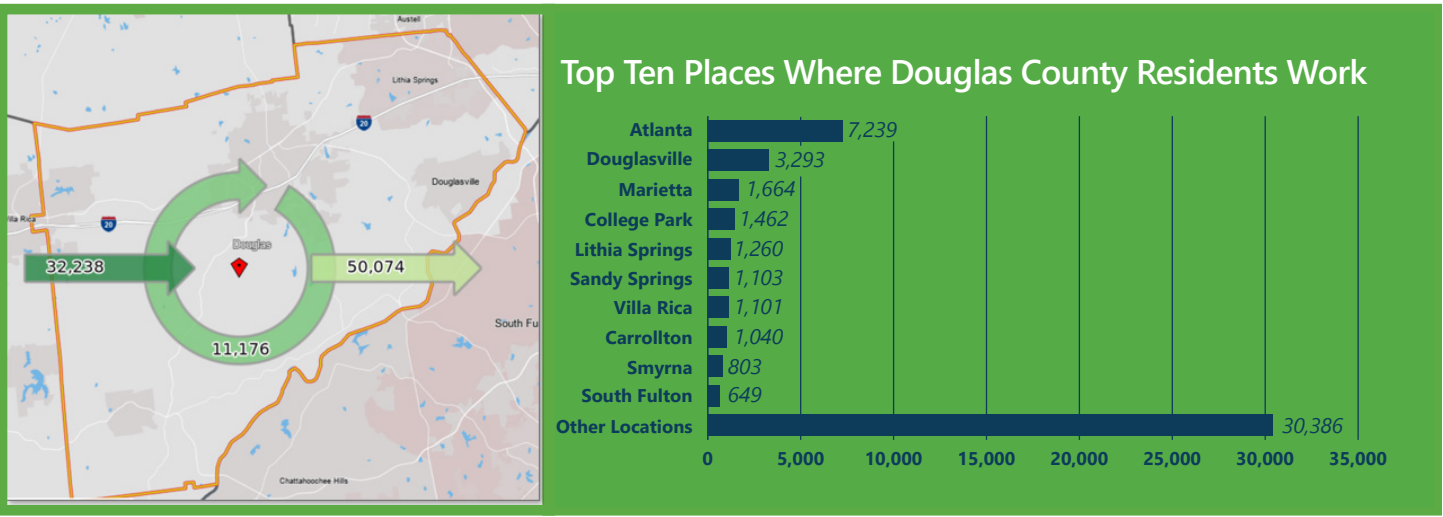 Austell
Lithia Springs
20
Douglasville
lla Rica
20
Douglas
32,238
50,074
South Fu
11,176
Chattahoochee Hills
Top Ten Places Where Douglas County Residents Work
Atlanta 7,239
Douglasville 3,293
Marietta 1,664
College Park 1,462
Lithia Springs 1,260
Sandy Springs 1,103
Villa Rica 1,101
Carrollton 1,040
Smyrna 803
South Fulton 649
Other Locations 30,386
0 5,000 10,000 15,000 20,000 25,000 30,000 35,000